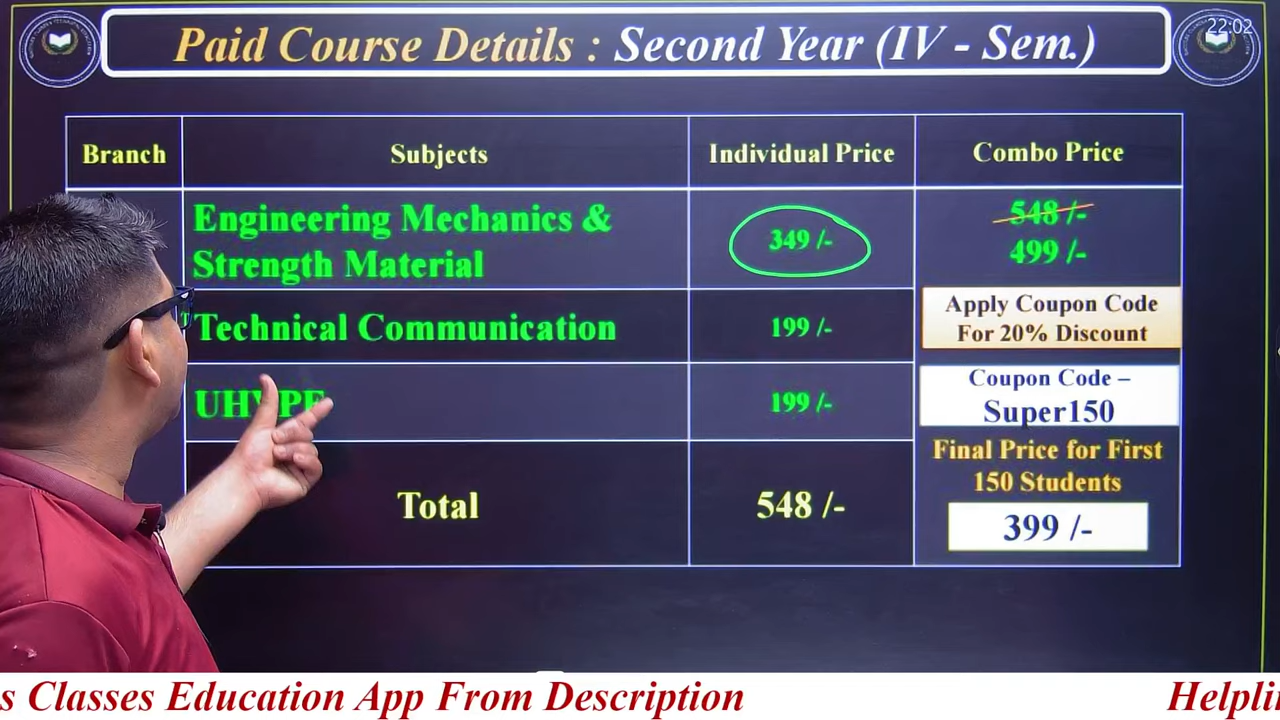 22:02
Paid Course Details : Second Year (IV - Sem.)
Branch
Subjects
Individual Price
Combo Price
Engineering Mechanics &
Strength Material
349 /-
548 /-
499 /-
Technical Communication
199 /-
Apply Coupon Code
For 20% Discount
199 /-
Coupon Code –
Super150
Total
548 /-
Final Price for First
150 Students
399 /-
s Classes Education App From Description